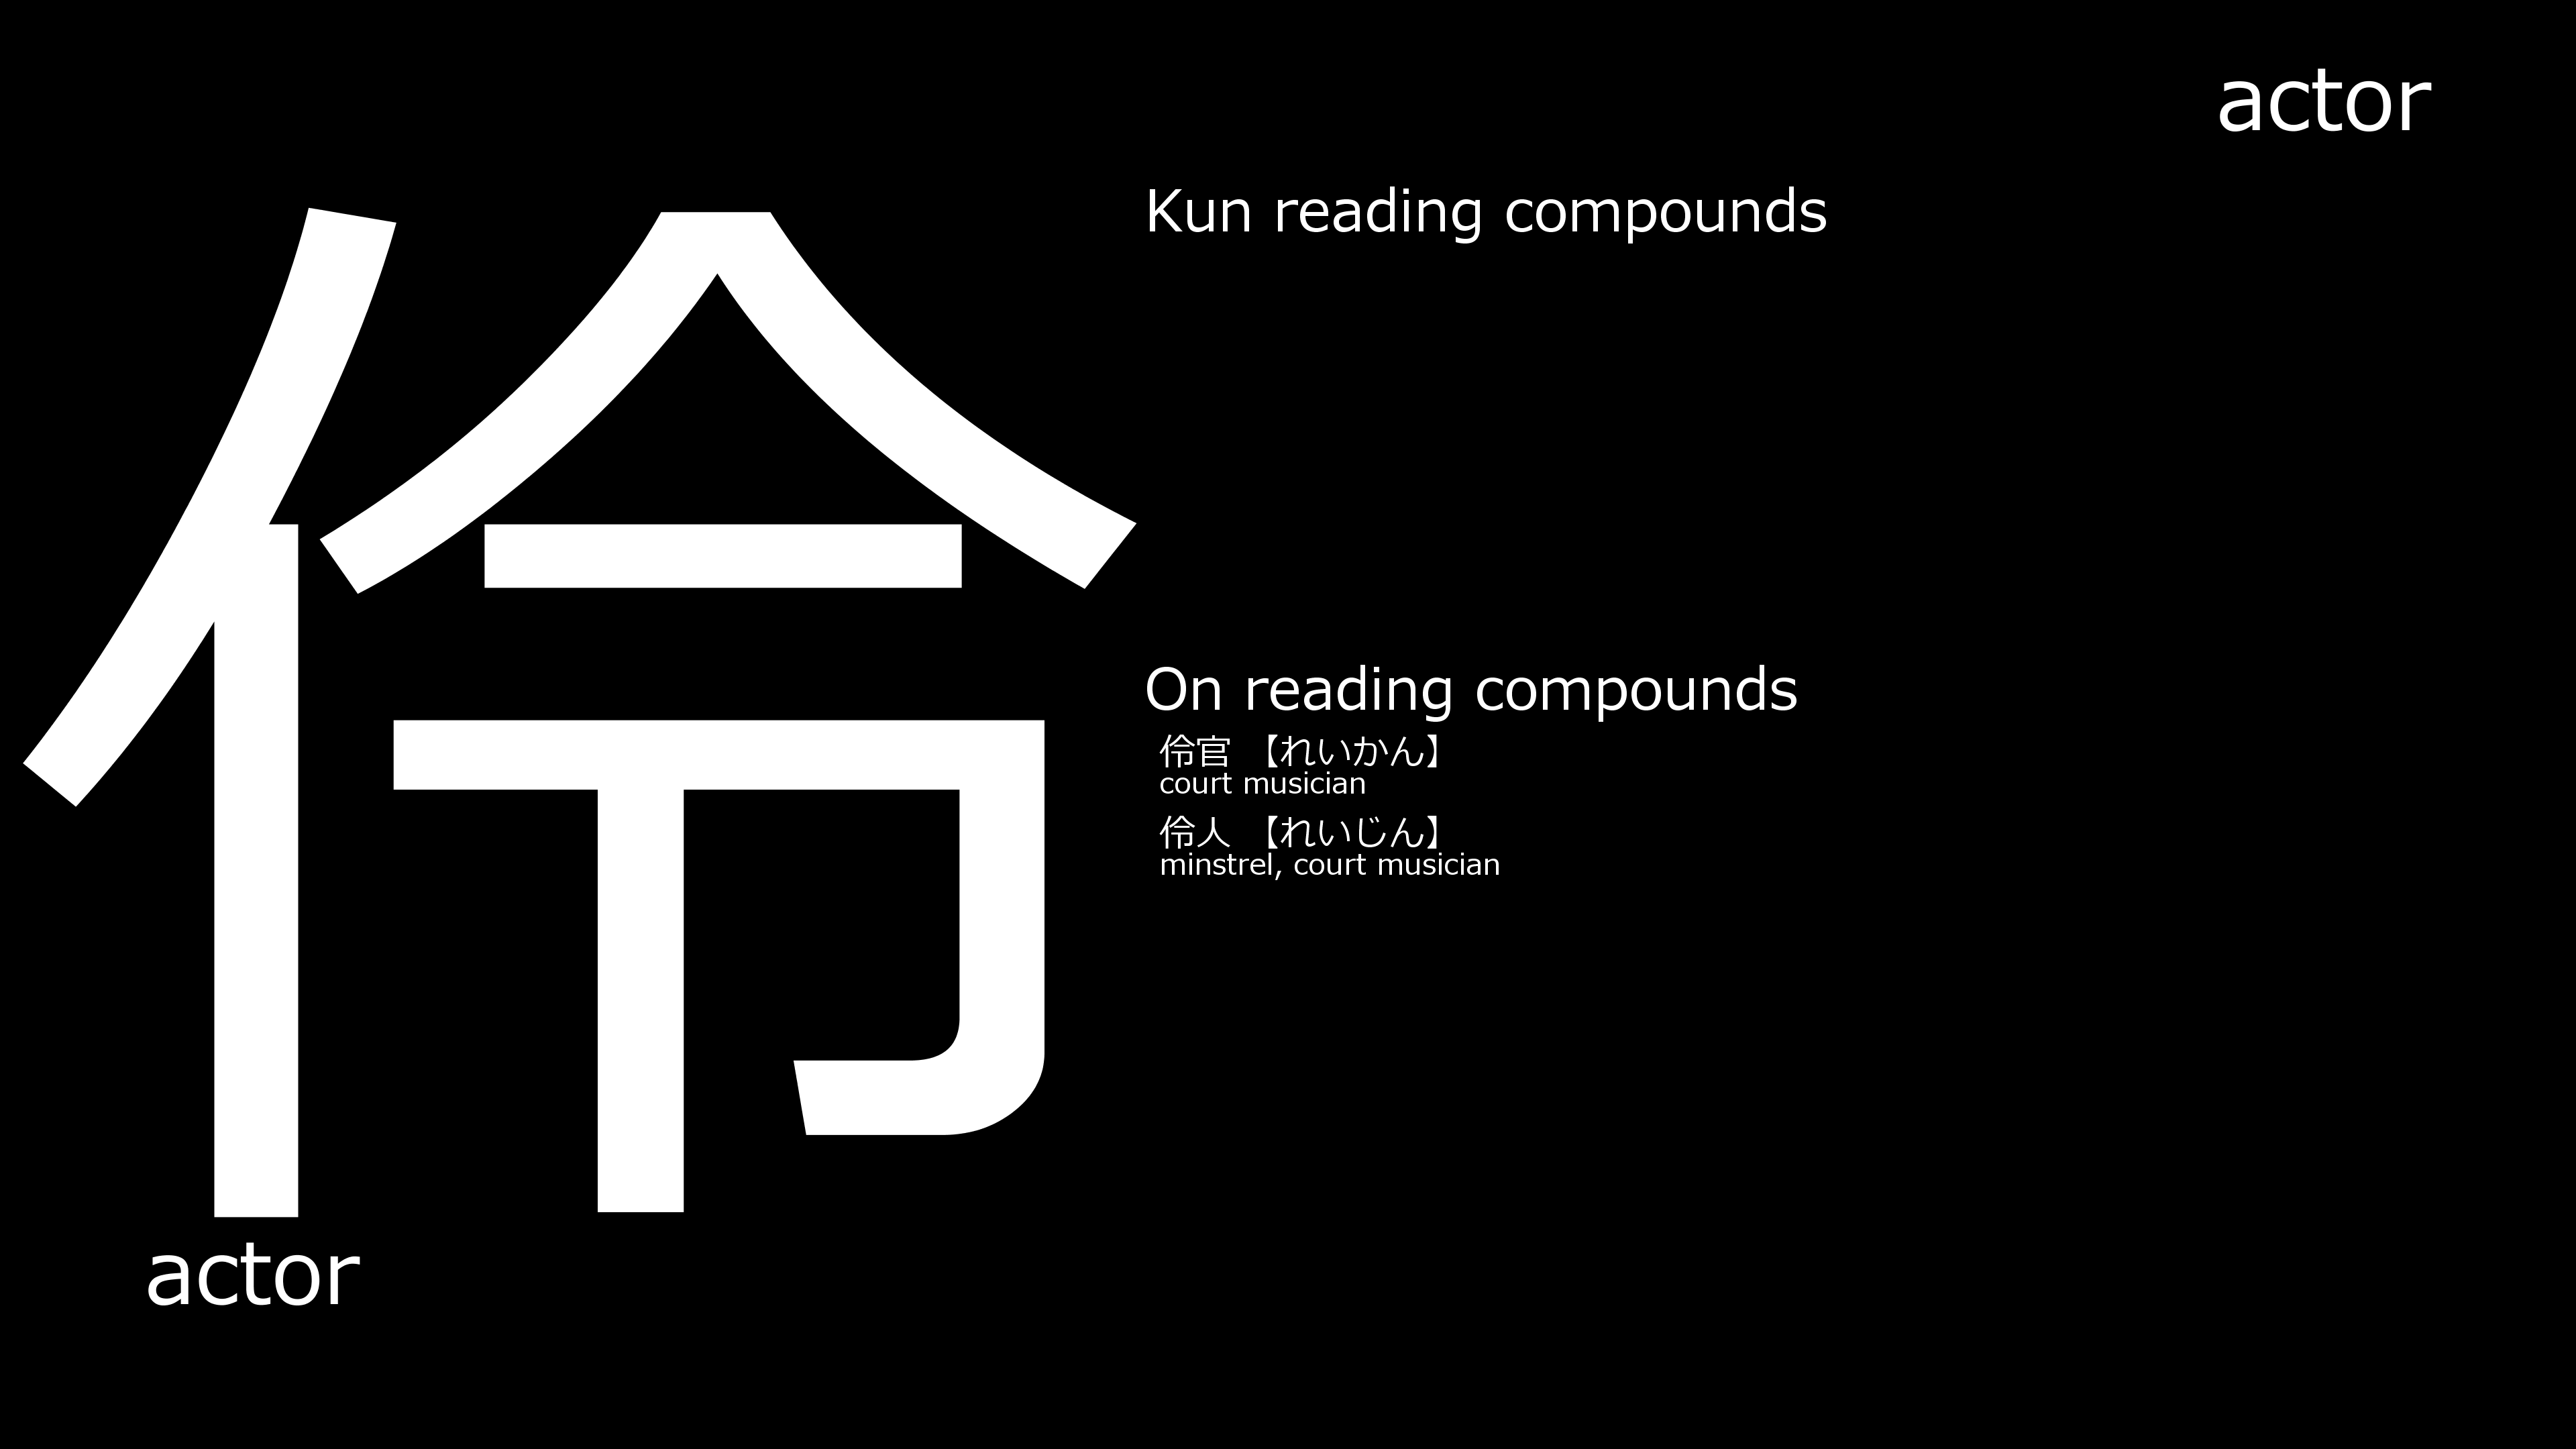 actor
伶
actor
Kun reading compounds
On reading compounds
伶官 【れいかん】
court musician
伶人 【れいじん】
minstrel, court musician